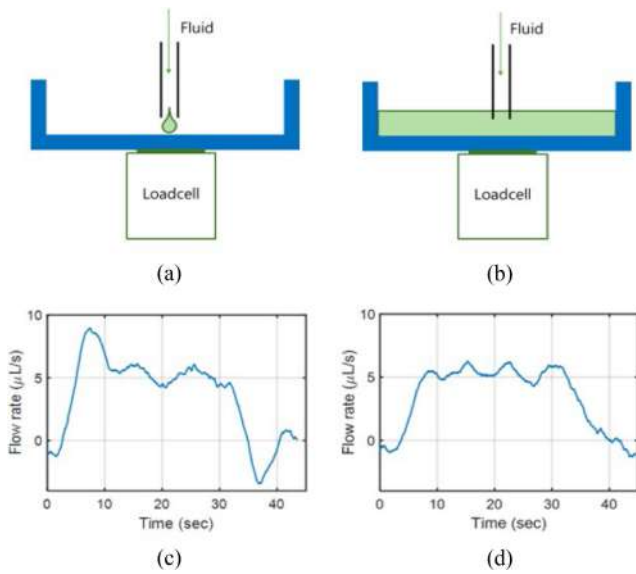 Fluid
Fluid
Loadcell
Loadcell
(a)
(b)
10
5
0
Flow rate (μL/s)
0 10 20 30 40
Time (sec)
10
5
0
Flow rate (μL/s)
0 10 20 30 40
Time (sec)
(c)
(d)